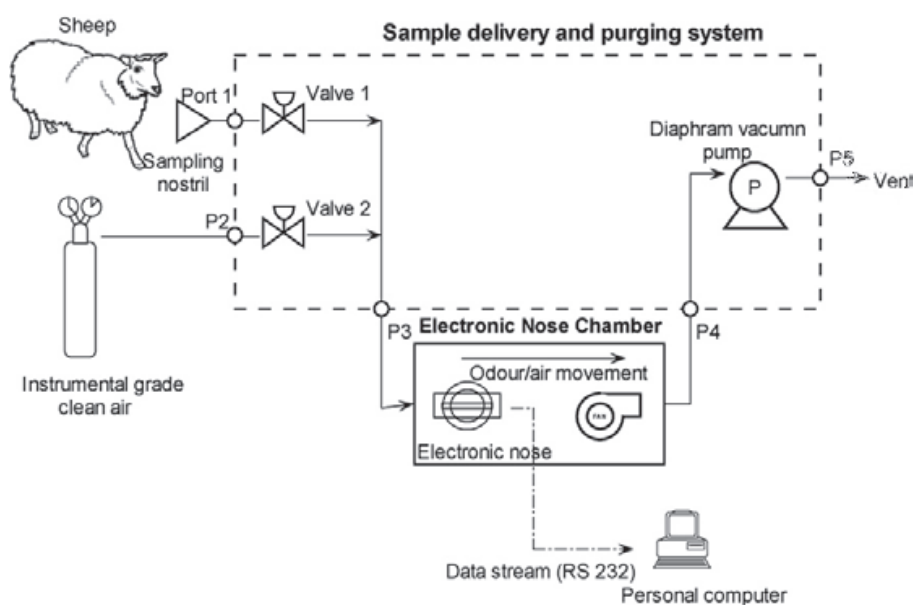 Sheep
Sample delivery and purging system
Port 1
Valve 1
Sampling
nostril
Diaphram vacumn
pump
P
P5
Vent
P2
Valve 2
P3
Electronic Nose Chamber
P4
Odour/air movement
FAN
Electronic nose
Instrumental grade
clean air
Data stream (RS 232)
Personal computer